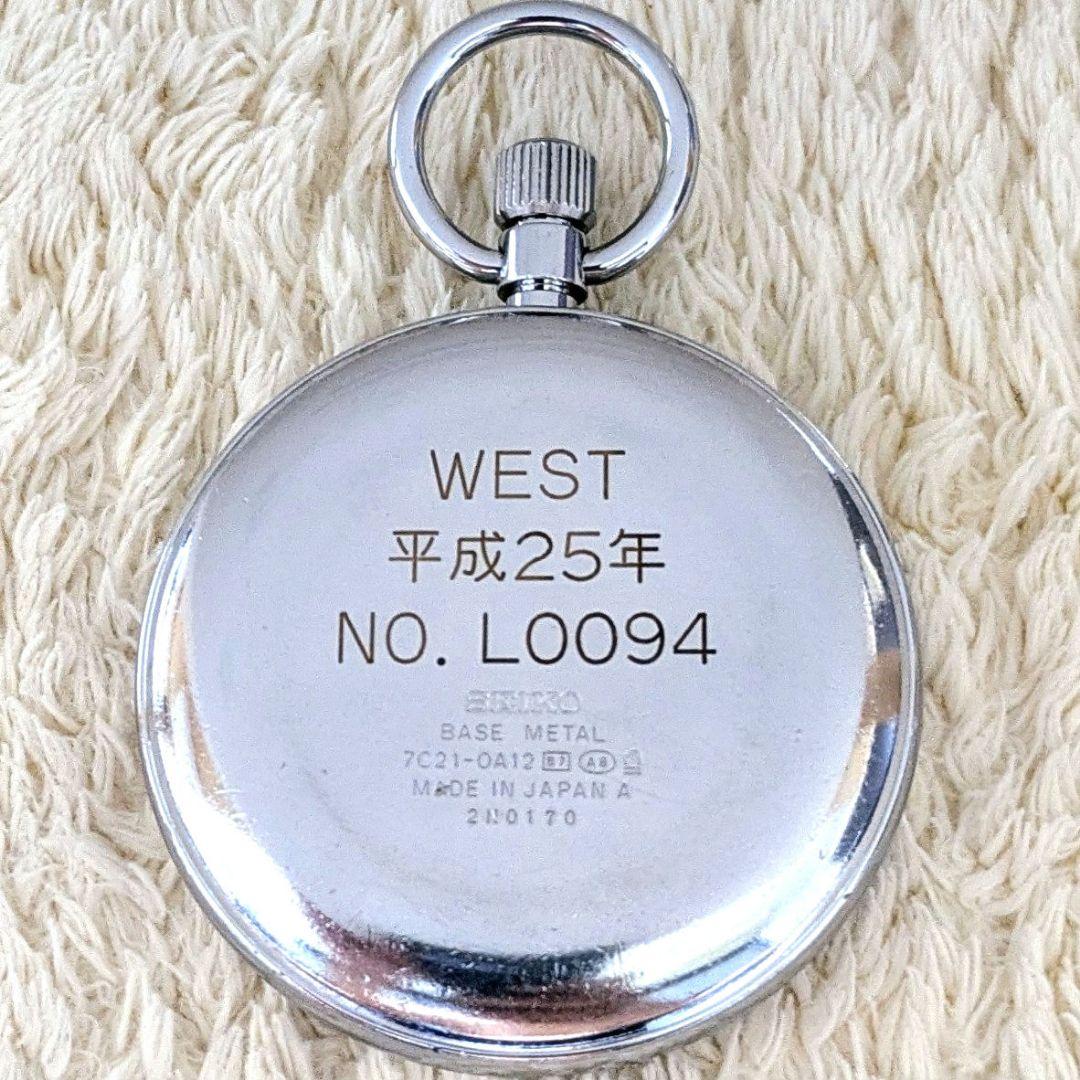 WEST
平成25年
NO. L0094
SEIKO
BASE METAL
7C21-0A12
MADE IN JAPAN A
2N0170